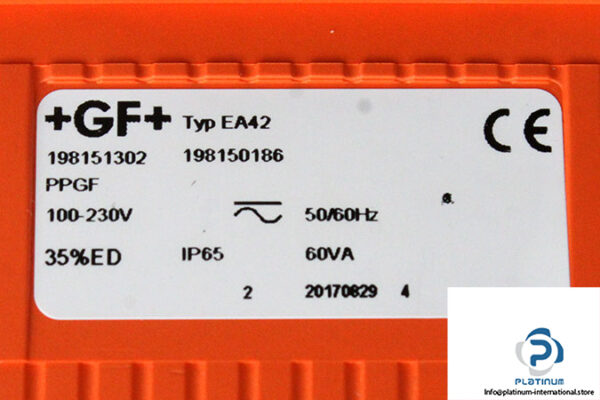 +GF+ Typ EA42
198151302 198150186
PPGF
100-230V 50/60Hz
35%ED IP65 60VA
2 20170829 4
CE
PLATINUM
Info@platinum-international.store